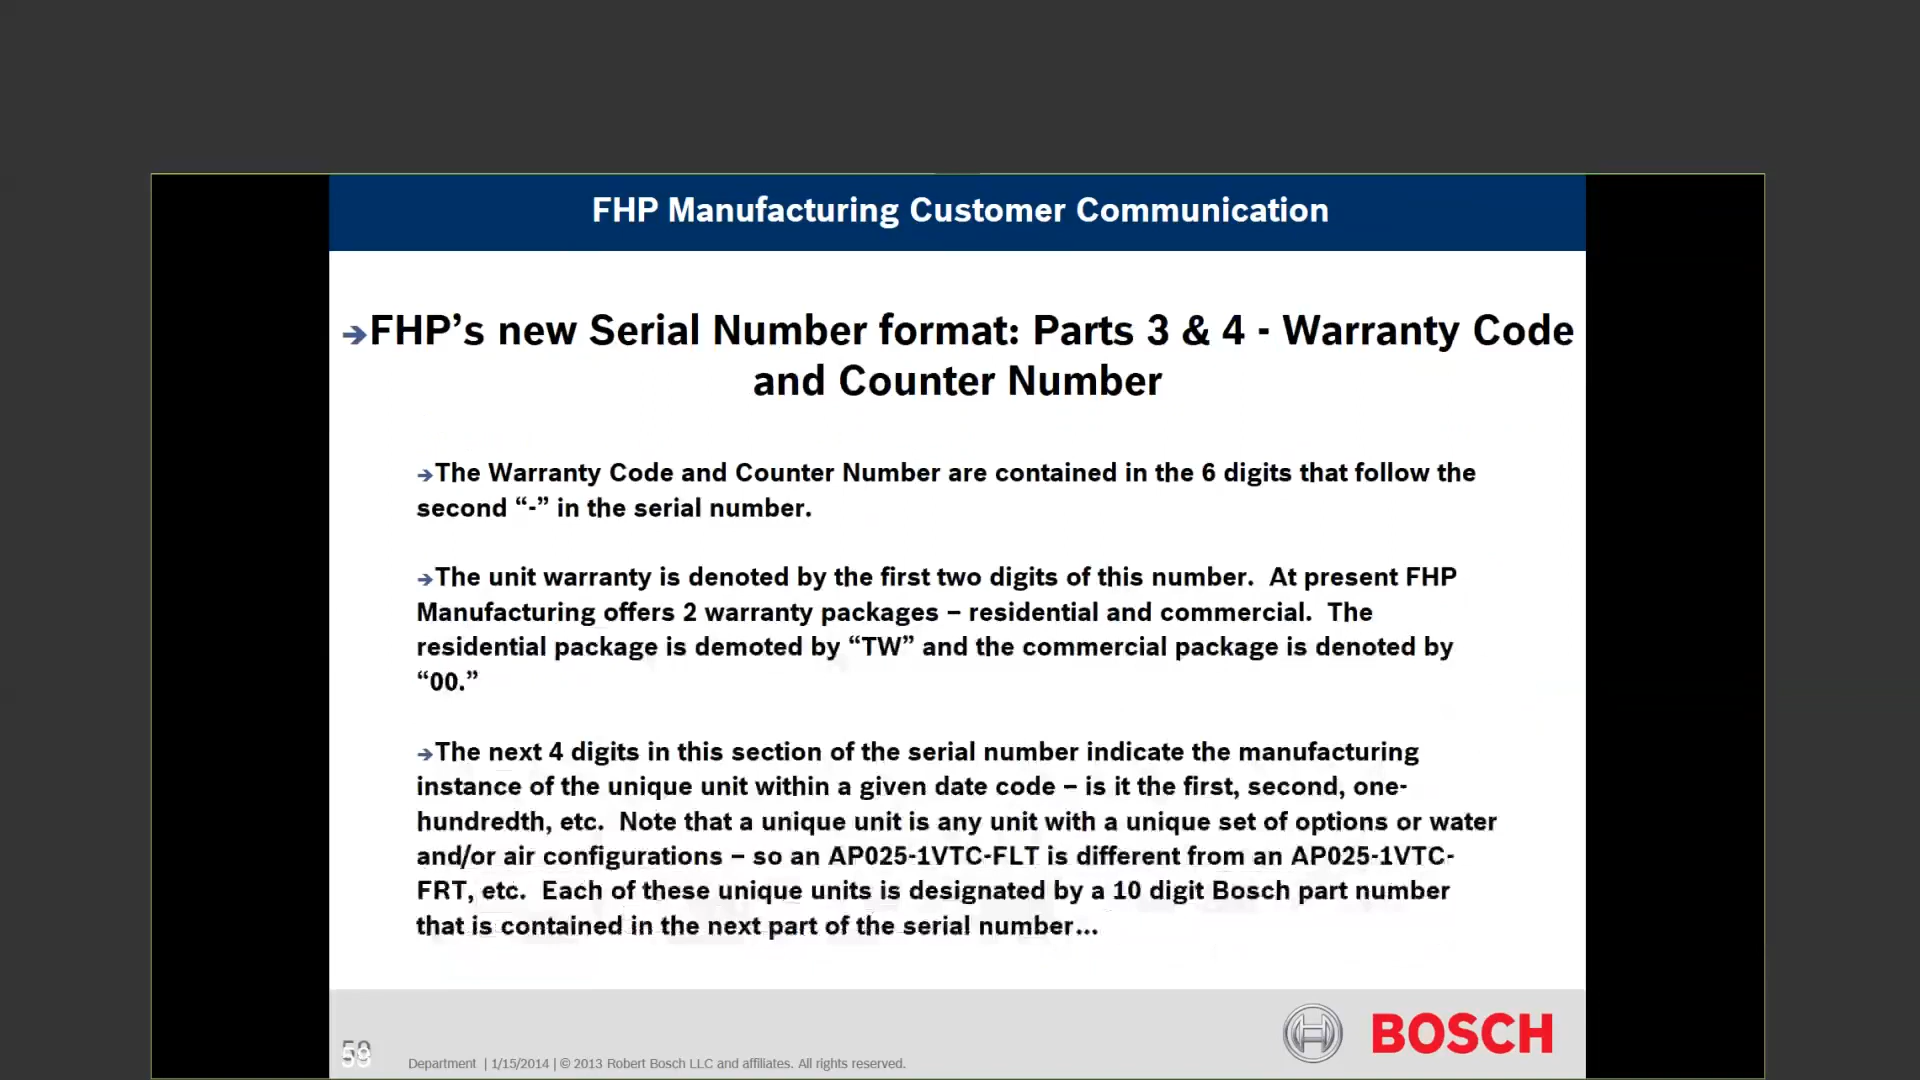 FHP Manufacturing Customer Communication
➔FHP’s new Serial Number format: Parts 3 & 4 - Warranty Code
and Counter Number
➔The Warranty Code and Counter Number are contained in the 6 digits that follow the
second “-” in the serial number.
➔The unit warranty is denoted by the first two digits of this number.  At present FHP
Manufacturing offers 2 warranty packages – residential and commercial.  The
residential package is demoted by “TW” and the commercial package is denoted by
“00.”
➔The next 4 digits in this section of the serial number indicate the manufacturing
instance of the unique unit within a given date code – is it the first, second, one-
hundredth, etc.  Note that a unique unit is any unit with a unique set of options or water
and/or air configurations – so an AP025-1VTC-FLT is different from an AP025-1VTC-
FRT, etc.  Each of these unique units is designated by a 10 digit Bosch part number
that is contained in the next part of the serial number...
BOSCH
Department | 1/15/2014 | © 2013 Robert Bosch LLC and affiliates. All rights reserved.